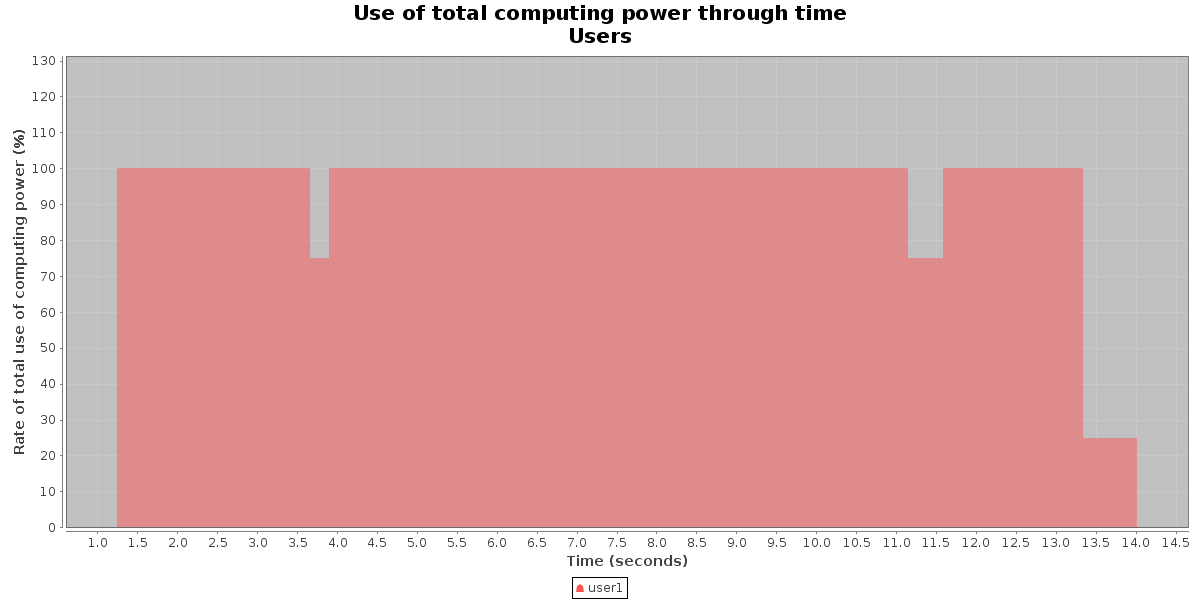 Use of total computing power through time
Users
Rate of total use of computing power (%)
130
120
110
100
90
80
70
60
50
40
30
20
10
0
1.0 1.5 2.0 2.5 3.0 3.5 4.0 4.5 5.0 5.5 6.0 6.5 7.0 7.5 8.0 8.5 9.0 9.5 10.0 10.5 11.0 11.5 12.0 12.5 13.0 13.5 14.0 14.5
Time (seconds)
user1